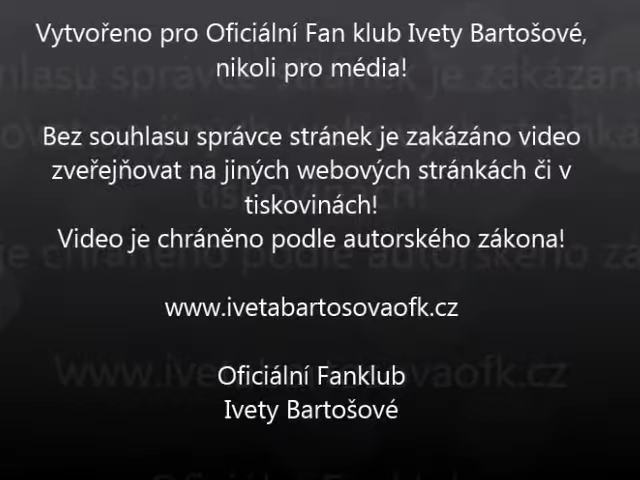 Vytvořeno pro Oficiální Fan klub Ivety Bartošové,
nikoli pro média!
Bez souhlasu správce stránek je zakázáno video
zveřejňovat na jiných webových stránkách či v
tiskovinách!
Video je chráněno podle autorského zákona!
www.ivetabartosovaofk.cz
Oficiální Fanklub
Ivety Bartošové